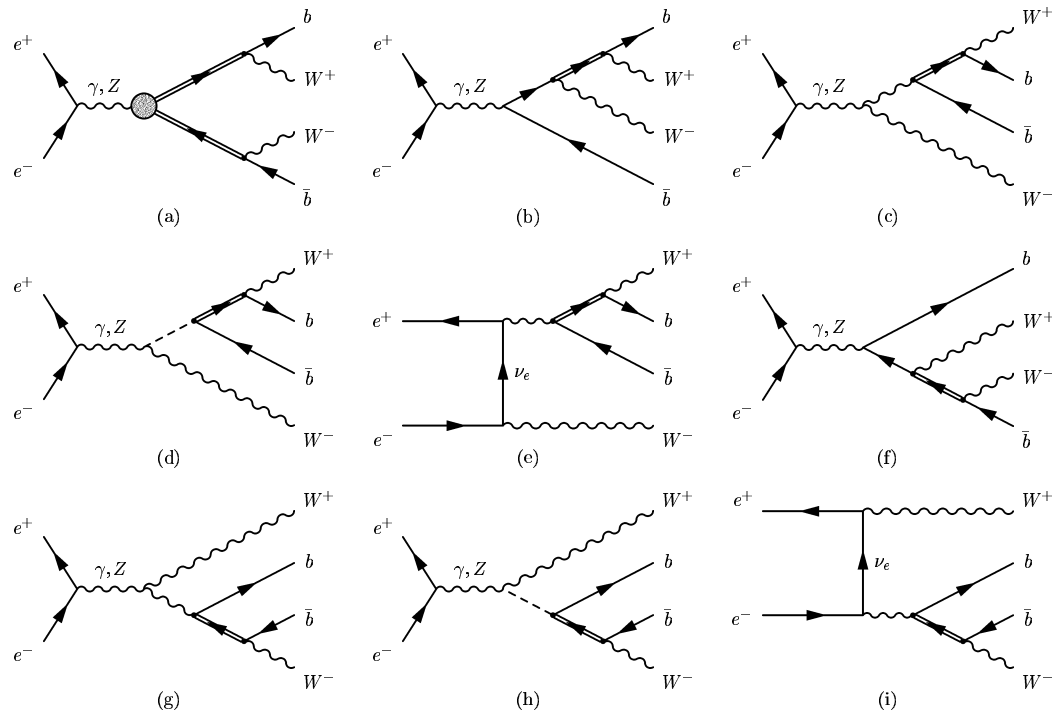 e⁺
γ, Z
e⁻
b
W⁺
W⁻
b̄
(a)
e⁺
γ, Z
e⁻
b
W⁺
W⁻
b̄
(b)
e⁺
γ, Z
e⁻
W⁺
b
b̄
W⁻
(c)
e⁺
γ, Z
e⁻
W⁺
b
b̄
W⁻
(d)
e⁺
e⁻
νₑ
W⁺
b
b̄
W⁻
(e)
e⁺
γ, Z
e⁻
b
W⁺
W⁻
b̄
(f)
e⁺
γ, Z
e⁻
W⁺
b
b̄
W⁻
(g)
e⁺
γ, Z
e⁻
W⁺
b
b̄
W⁻
(h)
e⁺
e⁻
νₑ
W⁺
b
b̄
W⁻
(i)